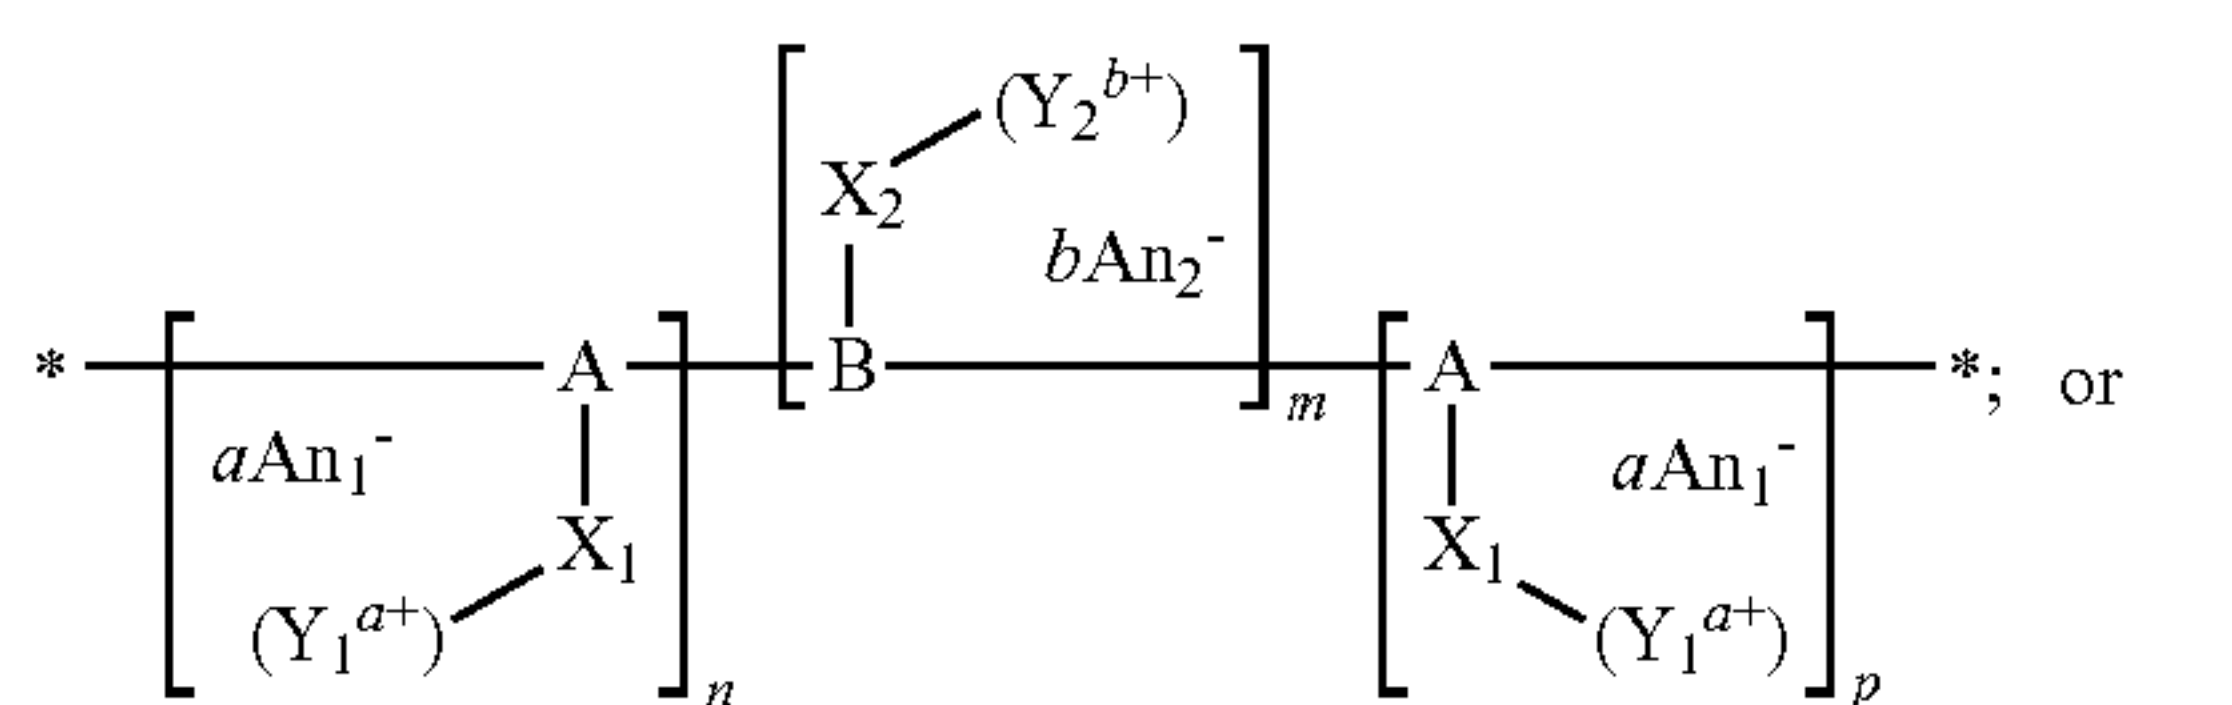 (Y₂ᵇ⁺)
X₂
bAn₂⁻
* A B m A *; or
aAn₁⁻ aAn₁⁻
X₁ X₁
(Y₁ᵃ⁺) (Y₁ᵃ⁺)
n p